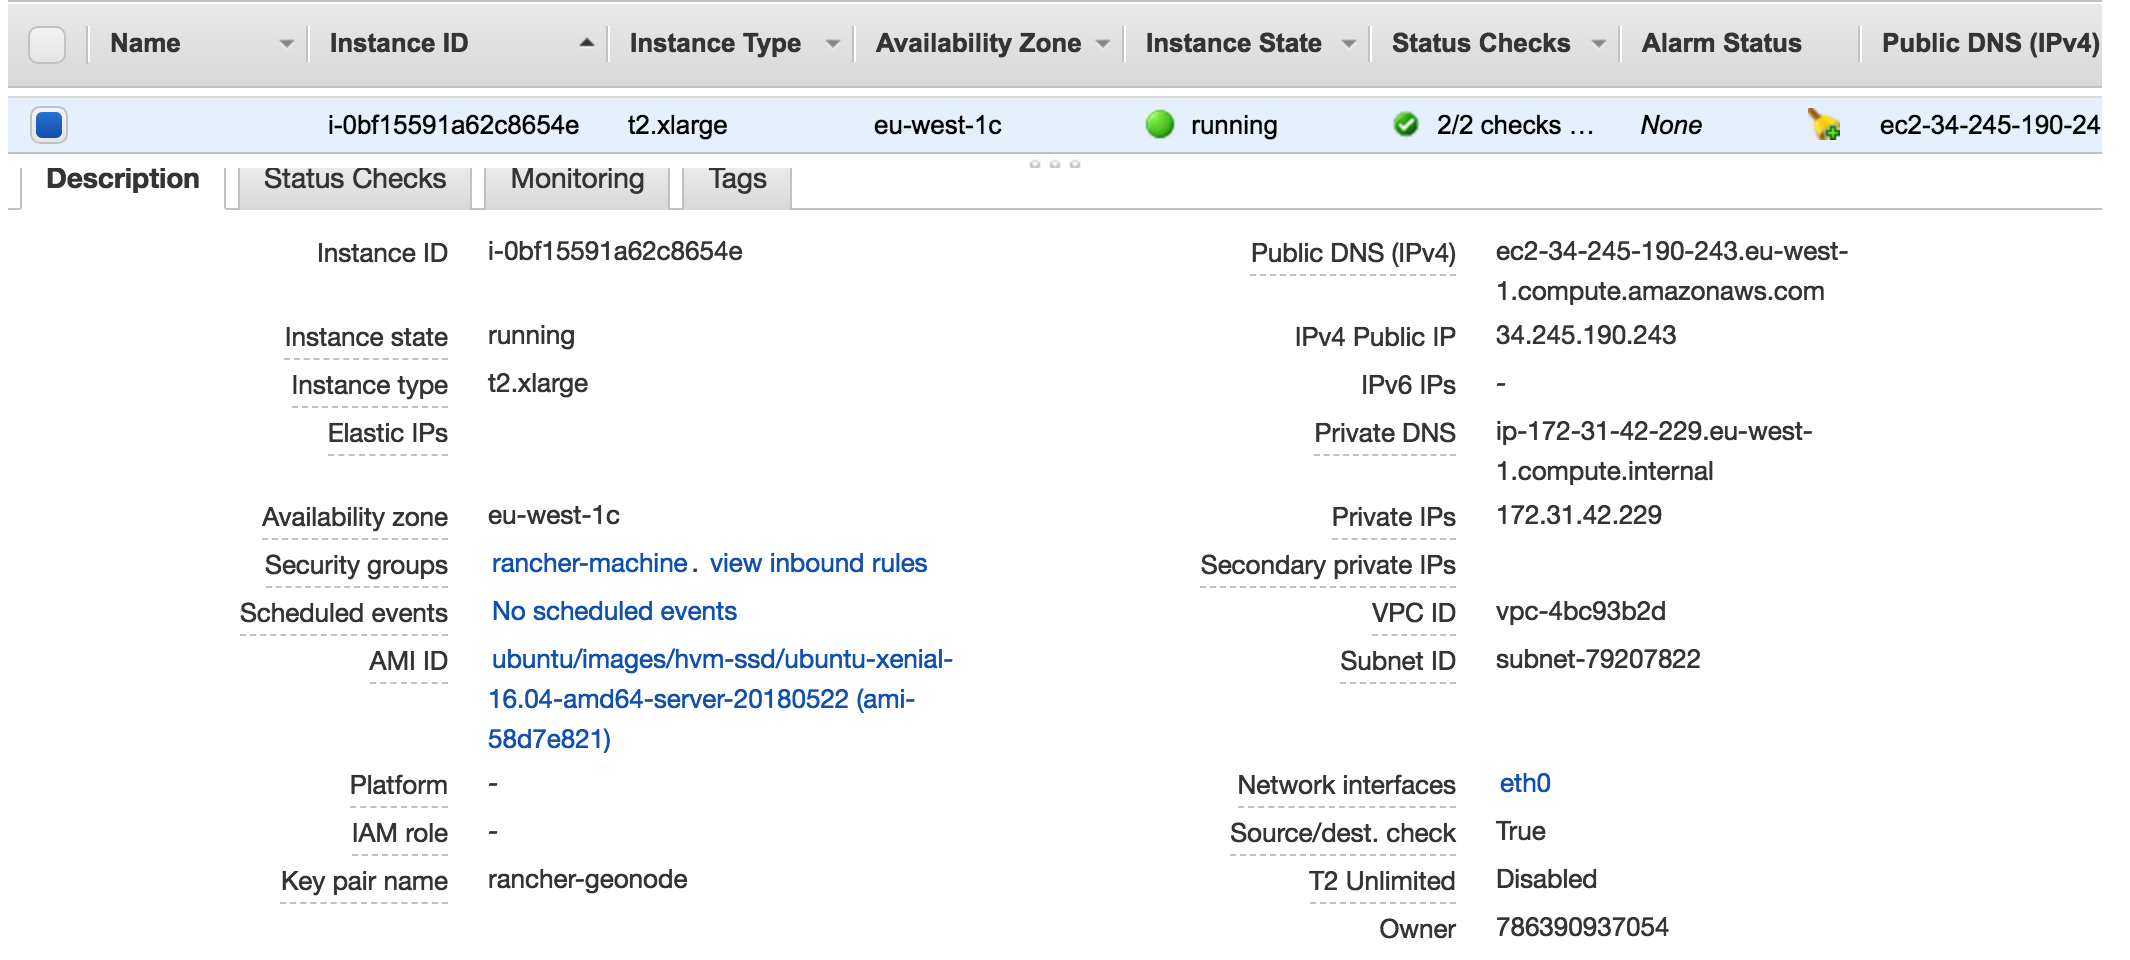 Name Instance ID Instance Type Availability Zone Instance State Status Checks Alarm Status Public DNS (IPv4)
i-0bf15591a62c8654e t2.xlarge eu-west-1c running 2/2 checks ... None ec2-34-245-190-24
Description Status Checks Monitoring Tags
Instance ID i-0bf15591a62c8654e Public DNS (IPv4) ec2-34-245-190-243.eu-west-
1.compute.amazonaws.com
Instance state running IPv4 Public IP 34.245.190.243
Instance type t2.xlarge IPv6 IPs -
Elastic IPs Private DNS ip-172-31-42-229.eu-west-
1.compute.internal
Availability zone eu-west-1c Private IPs 172.31.42.229
Security groups rancher-machine . view inbound rules Secondary private IPs
Scheduled events No scheduled events VPC ID vpc-4bc93b2d
AMI ID ubuntu/images/hvm-ssd/ubuntu-xenial- Subnet ID subnet-79207822
16.04-amd64-server-20180522 (ami-
58d7e821)
Platform - Network interfaces eth0
IAM role - Source/dest. check True
Key pair name rancher-geonode T2 Unlimited Disabled
Owner 786390937054